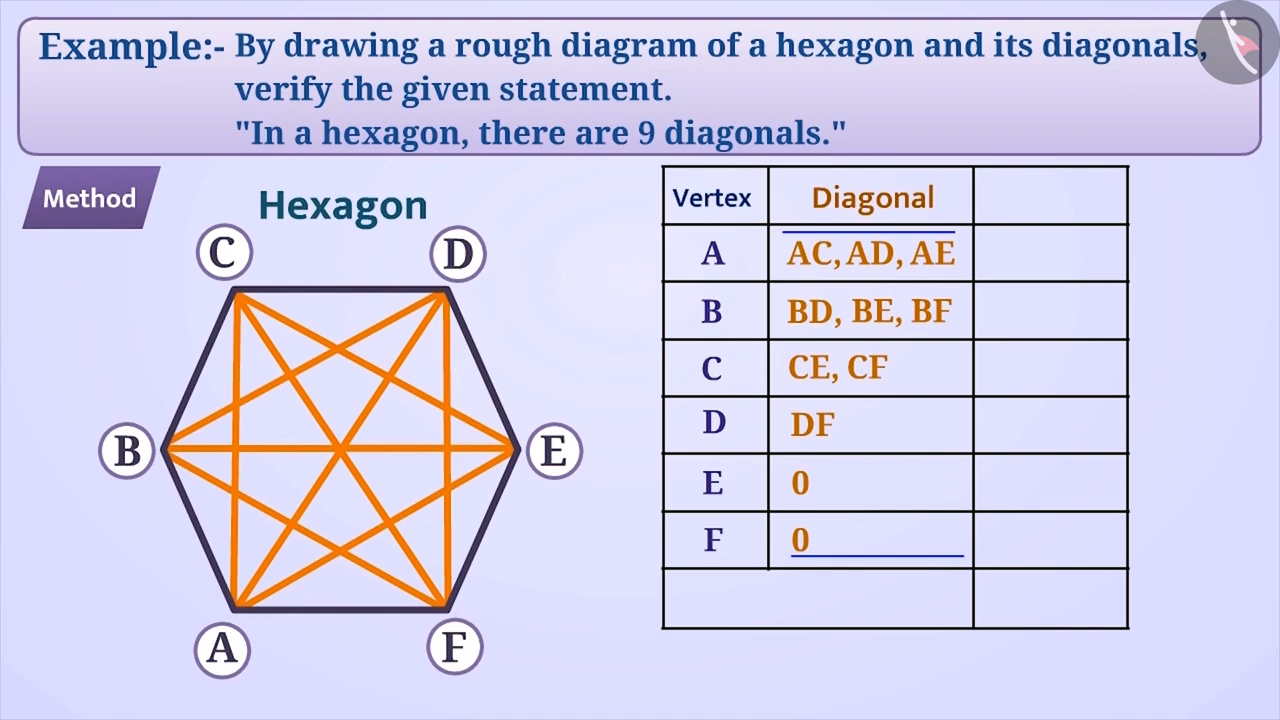 Example:- By drawing a rough diagram of a hexagon and its diagonals,
verify the given statement.
"In a hexagon, there are 9 diagonals."
Method
Hexagon
C
D
B
E
A
F
Vertex Diagonal
A AC, AD, AE
B BD, BE, BF
C CE, CF
D DF
E 0
F 0